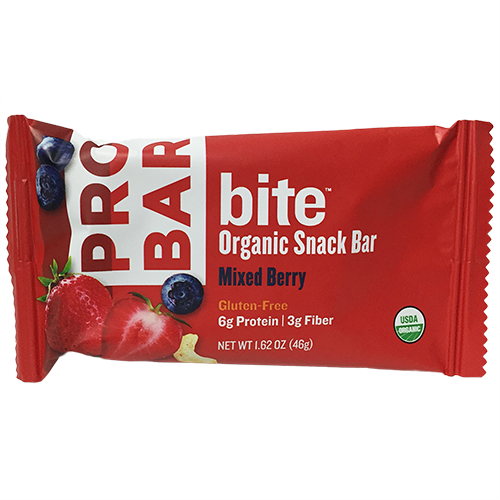 PRO
BAR
bite™
Organic Snack Bar
Mixed Berry
Gluten-Free
6g Protein | 3g Fiber
NET WT 1.62 OZ (46g)
USDA
ORGANIC